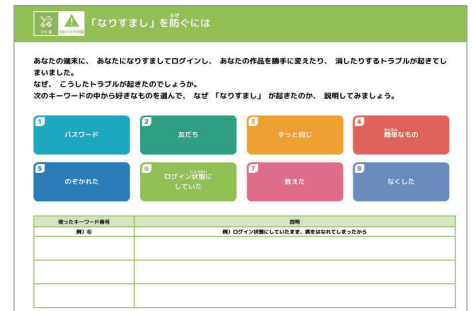 「なりすまし」を防ぐには
あなたの端末に、あなたになりすましてログインし、あなたの作品を勝手に変えたり、消したりするトラブルが起きてし
まいました。
なぜ、こうしたトラブルが起きたのでしょうか。
次のキーワードの中から好きなものを選んで、なぜ「なりすまし」が起きたのか、説明してみましょう。
1 パスワード
2 友だち
3 ずっと同じ
4 簡単なもの
5 のぞかれた
6 ログイン状態に
していた
7 教えた
8 なくした
使ったキーワード番号 説明
例）⑥ 例）ログイン状態にしていたまま、席をはなれてしまったから